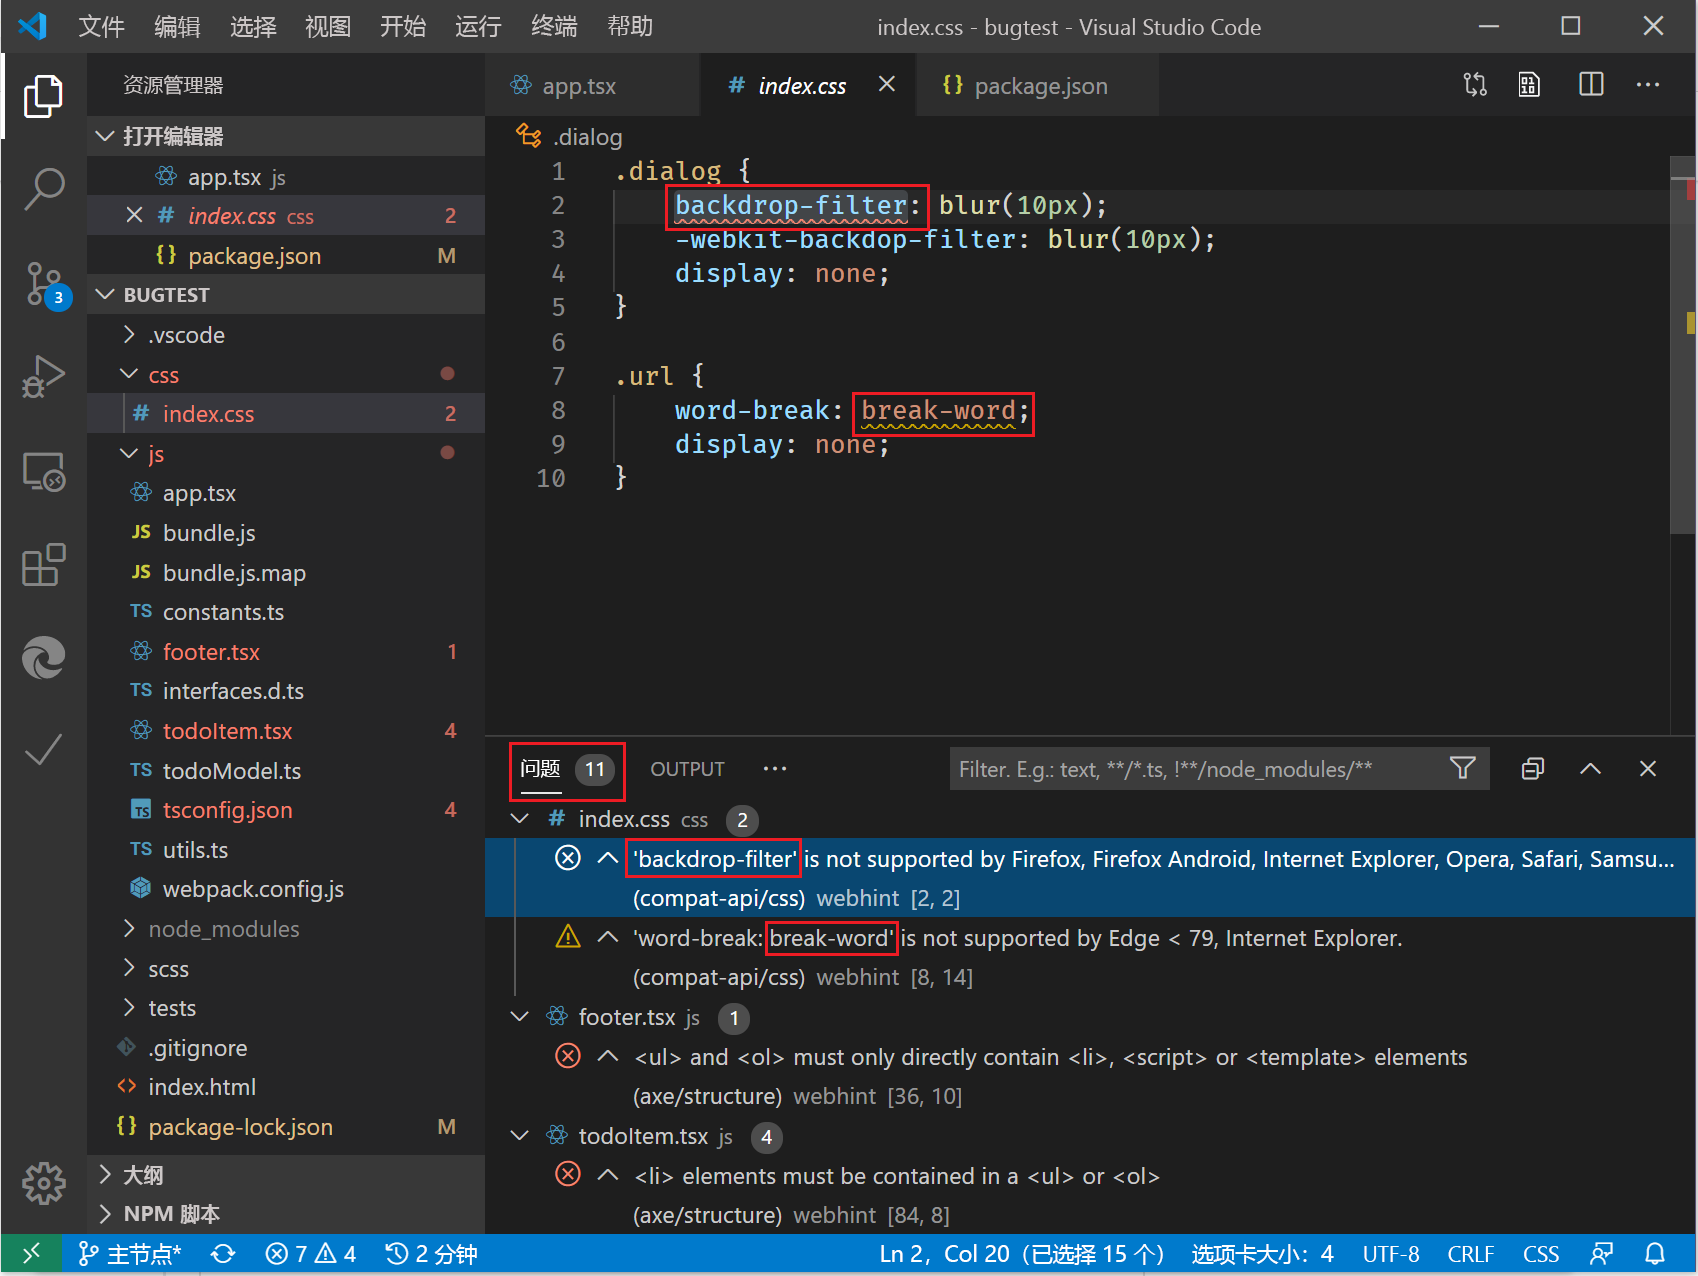 文件 编辑 选择 视图 开始 运行 终端 帮助 index.css - bugtest - Visual Studio Code
资源管理器
打开编辑器
app.tsx js
index.css css 2
package.json M
BUGTEST
.vscode
css
index.css 2
js
app.tsx
JS bundle.js
JS bundle.js.map
TS constants.ts
footer.tsx 1
TS interfaces.d.ts
todoItem.tsx 4
TS todoModel.ts
TS tsconfig.json 4
TS utils.ts
webpack.config.js
node_modules
scss
tests
.gitignore
index.html
package-lock.json M
大纲
NPM 脚本
3
app.tsx # index.css {} package.json
.dialog
1 .dialog {
2 backdrop-filter: blur(10px);
3 -webkit-backdop-filter: blur(10px);
4 display: none;
5 }
6
7 .url {
8 word-break: break-word;
9 display: none;
10 }
问题 11 OUTPUT ··· Filter. E.g.: text, **/*.ts, !**/node_modules/**
# index.css css 2
'backdrop-filter' is not supported by Firefox, Firefox Android, Internet Explorer, Opera, Safari, Samsu...
(compat-api/css) webhint [2, 2]
'word-break: break-word' is not supported by Edge < 79, Internet Explorer.
(compat-api/css) webhint [8, 14]
footer.tsx js 1
<ul> and <ol> must only directly contain <li>, <script> or <template> elements
(axe/structure) webhint [36, 10]
todoItem.tsx js 4
<li> elements must be contained in a <ul> or <ol>
(axe/structure) webhint [84, 8]
主节点* 7 4 2 分钟 Ln 2，Col 20（已选择 15 个） 选项卡大小：4 UTF-8 CRLF CSS